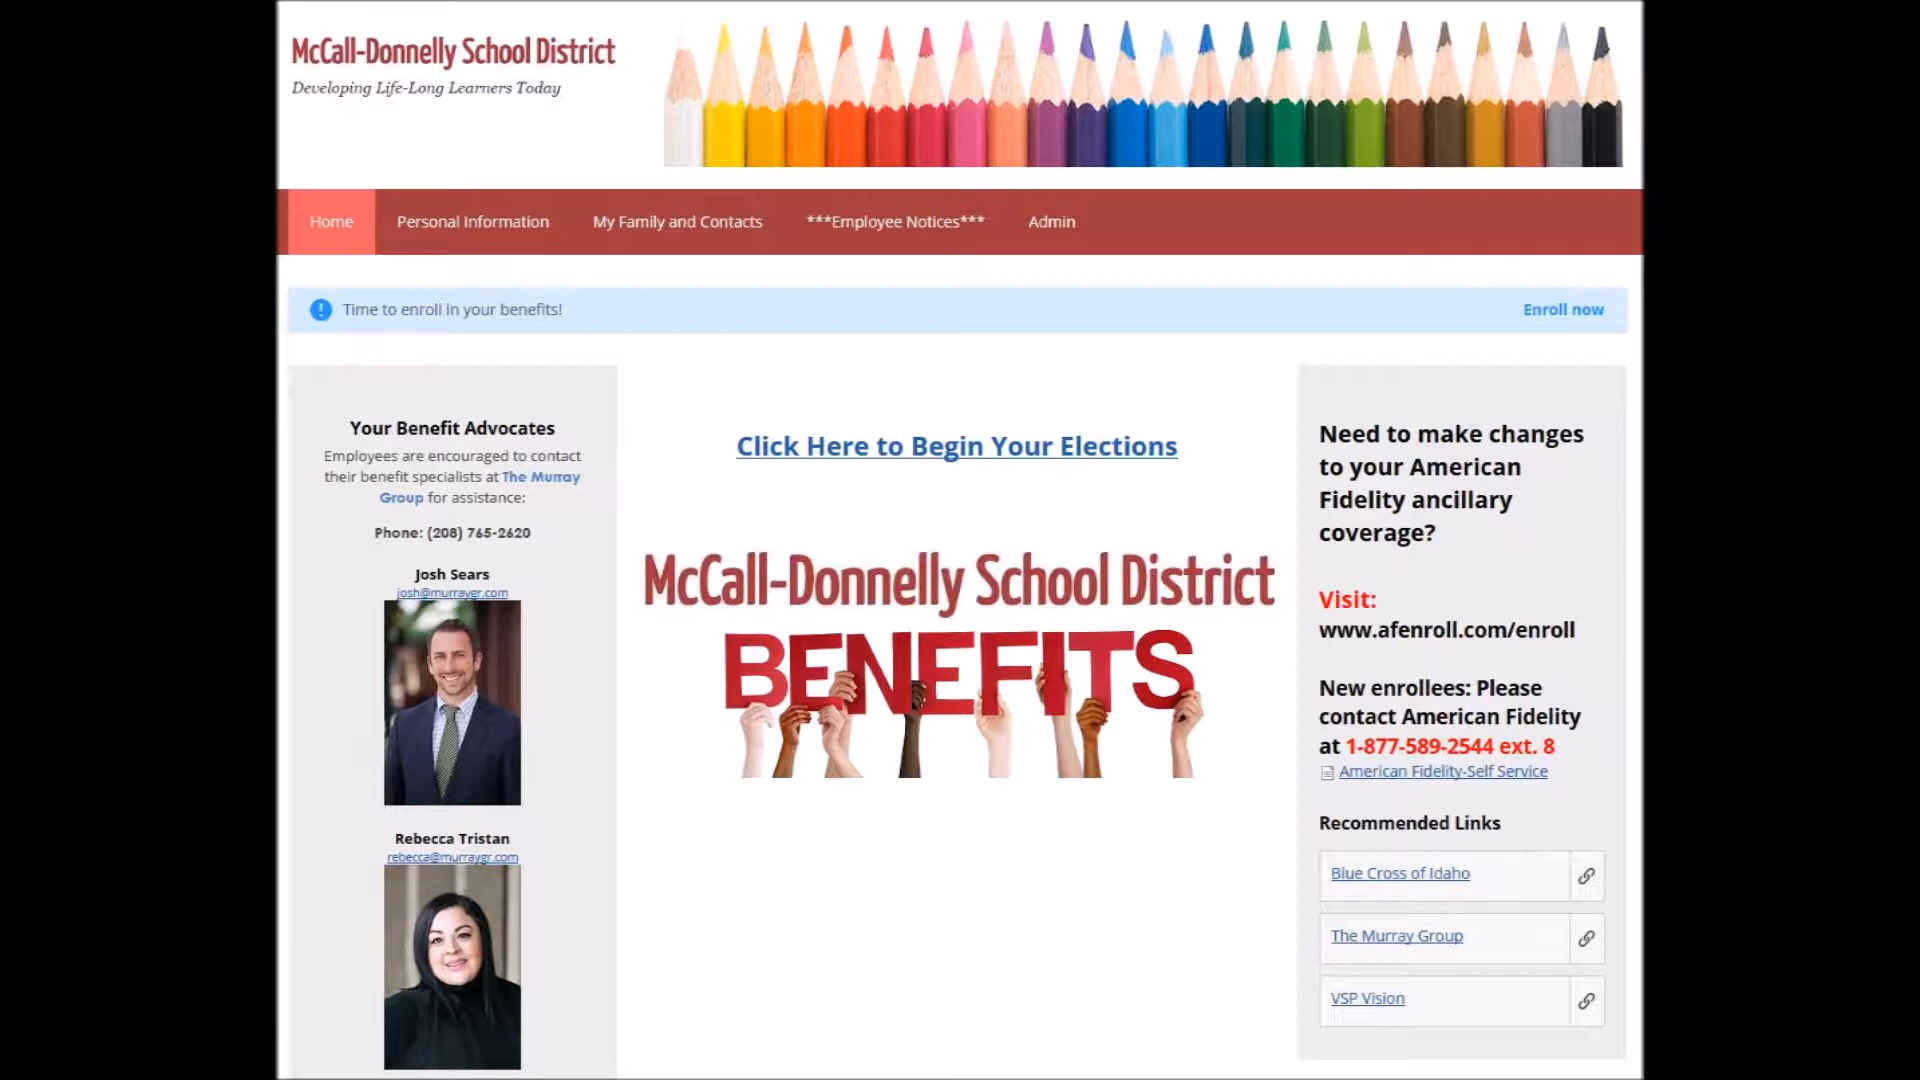 McCall-Donnelly School District
Developing Life-Long Learners Today
Home
Personal Information
My Family and Contacts
***Employee Notices***
Admin
Time to enroll in your benefits!
Enroll now
Your Benefit Advocates
Employees are encouraged to contact
their benefit specialists at The Murray
Group for assistance:
Phone: (208) 765-2620
Josh Sears
josh@murraygr.com
Rebecca Tristan
rebecca@murraygr.com
Click Here to Begin Your Elections
McCall-Donnelly School District
BENEFITS
Need to make changes
to your American
Fidelity ancillary
coverage?
Visit:
www.afenroll.com/enroll
New enrollees: Please
contact American Fidelity
at 1-877-589-2544 ext. 8
American Fidelity-Self Service
Recommended Links
Blue Cross of Idaho
The Murray Group
VSP Vision